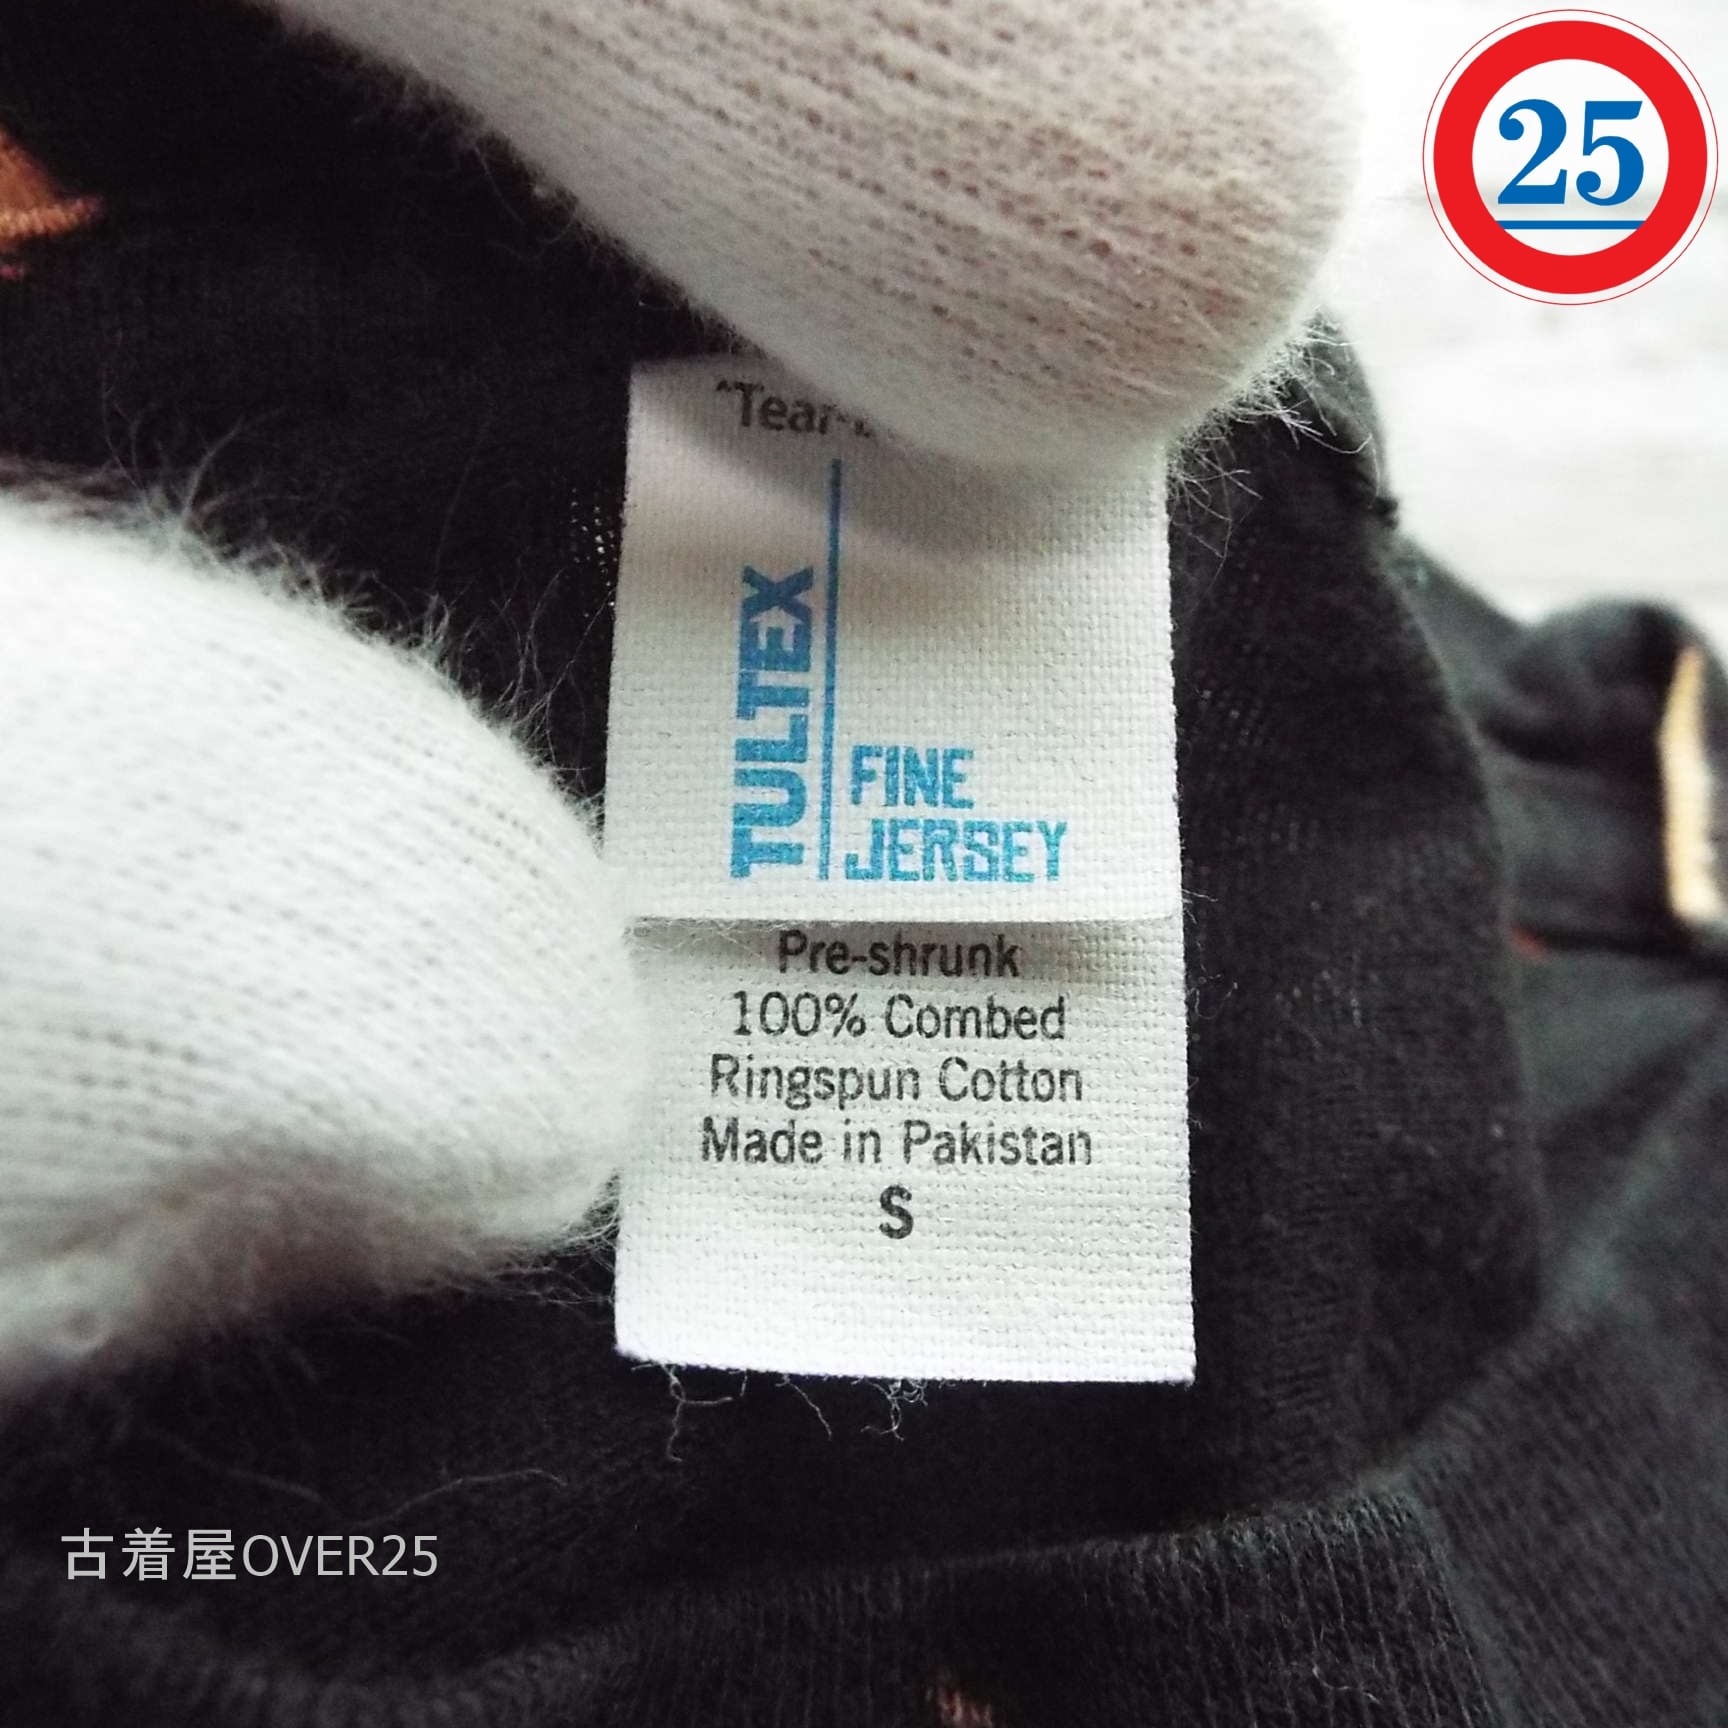 25
TULTEX
FINE
JERSEY
Pre-shrunk
100% Combed
Ringspun Cotton
Made in Pakistan
S
古着屋OVER25